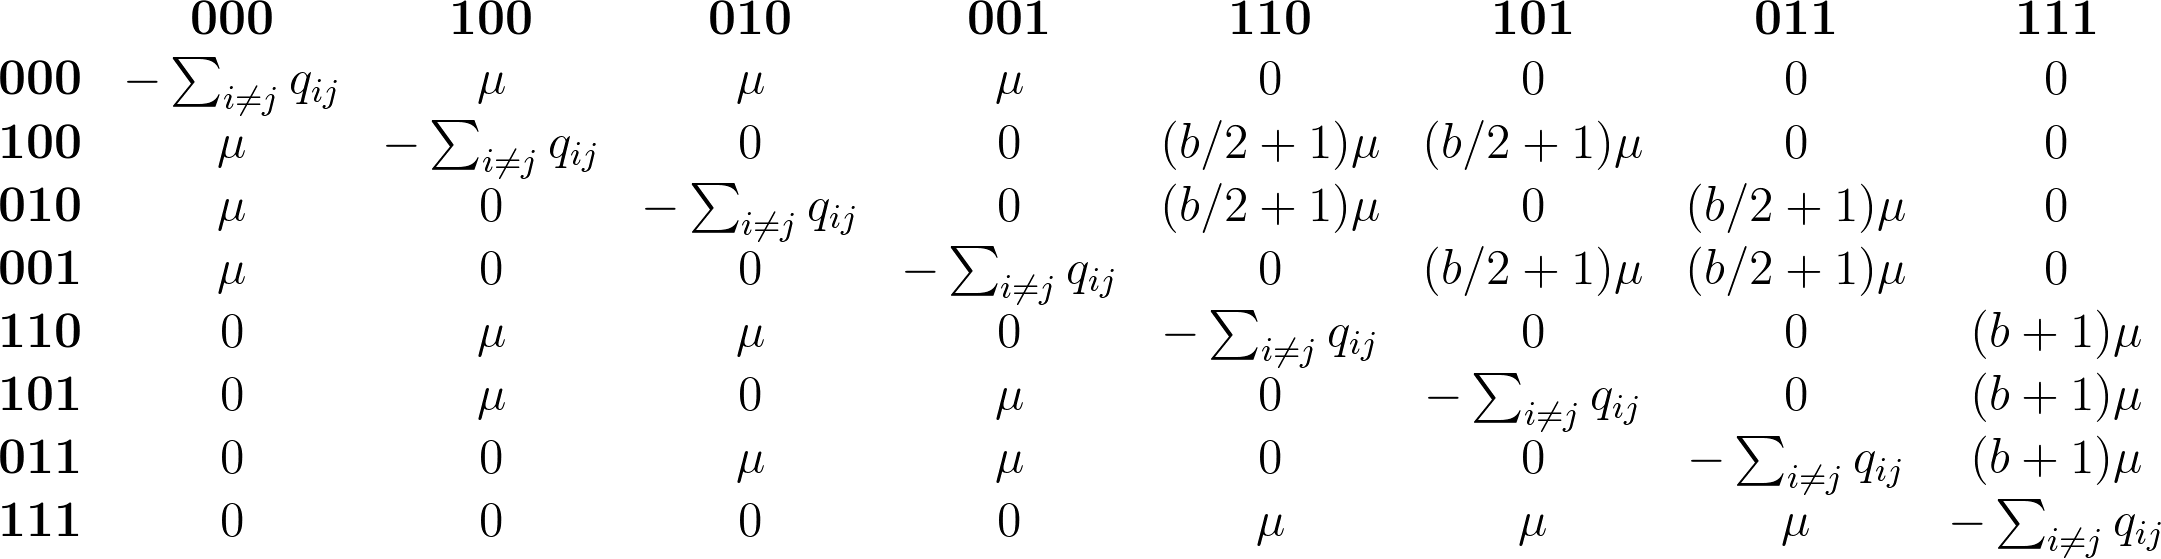 000 100 010 001 110 101 011 111
000 −∑_{i≠j} q_{ij} μ μ μ 0 0 0 0
100 μ −∑_{i≠j} q_{ij} 0 0 (b/2 + 1)μ (b/2 + 1)μ 0 0
010 μ 0 −∑_{i≠j} q_{ij} 0 (b/2 + 1)μ 0 (b/2 + 1)μ 0
001 μ 0 0 −∑_{i≠j} q_{ij} 0 (b/2 + 1)μ (b/2 + 1)μ 0
110 0 μ μ 0 −∑_{i≠j} q_{ij} 0 0 (b + 1)μ
101 0 μ 0 μ 0 −∑_{i≠j} q_{ij} 0 (b + 1)μ
011 0 0 μ μ 0 0 −∑_{i≠j} q_{ij} (b + 1)μ
111 0 0 0 0 μ μ μ −∑_{i≠j} q_{ij}